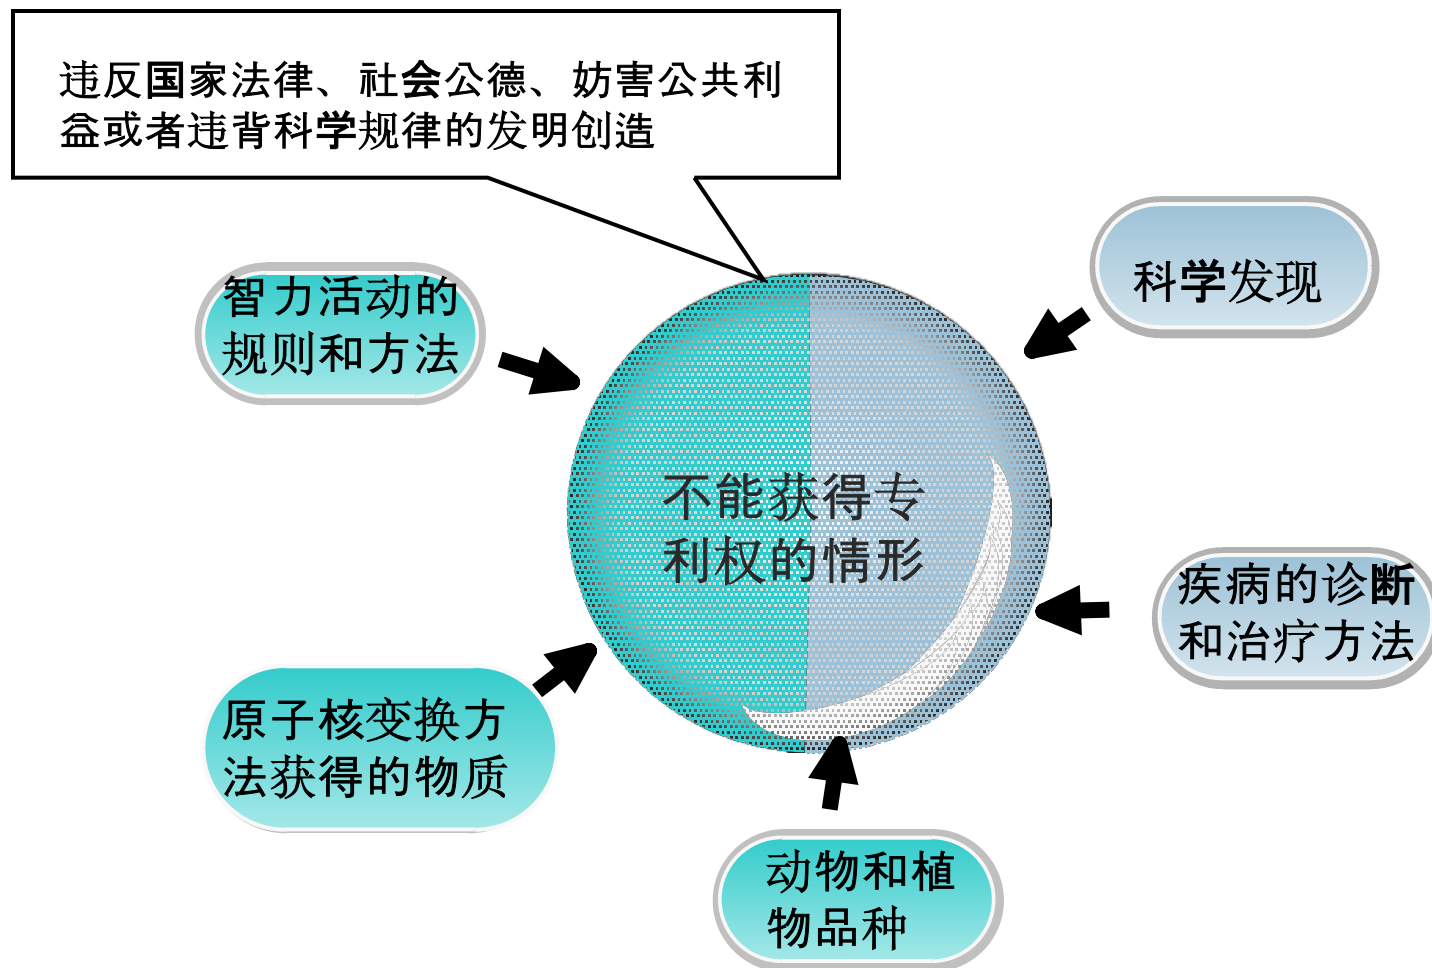 违反国家法律、社会公德、妨害公共利
益或者违背科学规律的发明创造
智力活动的
规则和方法
科学发现
不能获得专
利权的情形
疾病的诊断
和治疗方法
原子核变换方
法获得的物质
动物和植
物品种